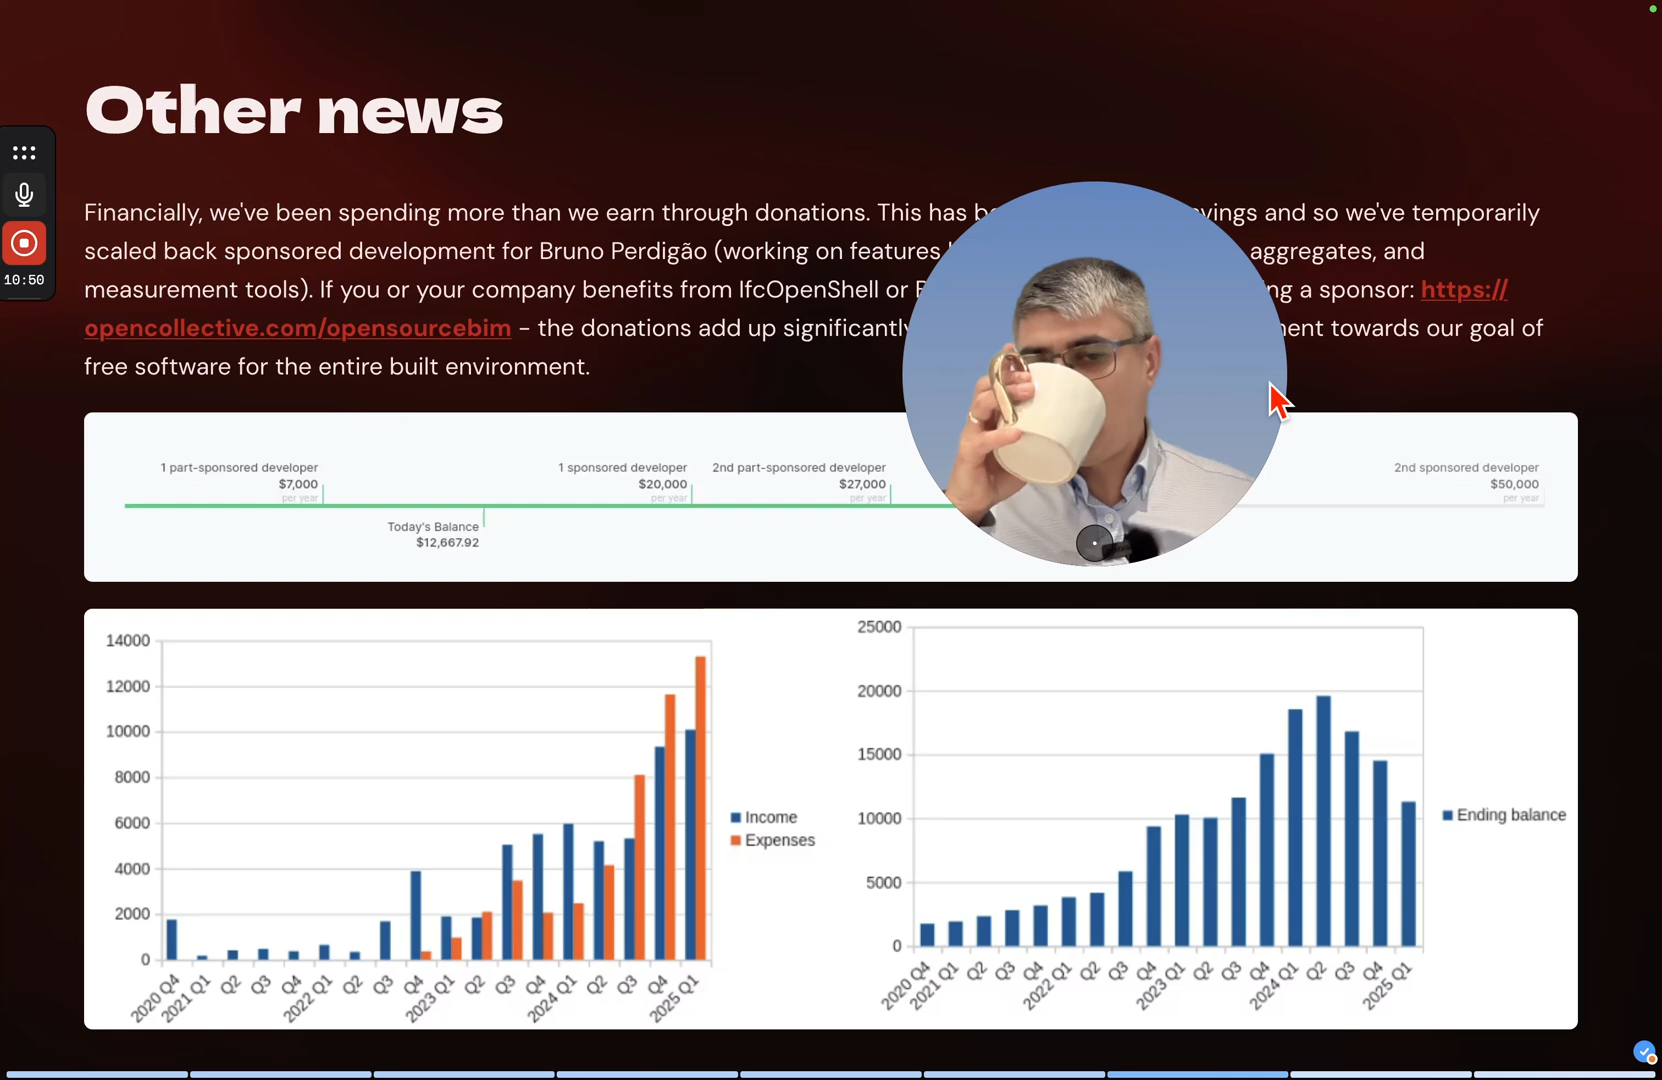 Other news
10:50
Financially, we've been spending more than we earn through donations. This has and so we've temporarily
scaled back sponsored development for Bruno Perdigão (working on features aggregates, and
measurement tools). If you or your company benefits from IfcOpenShell or a sponsor: https://
opencollective.com/opensourcebim - the donations add up significantly towards our goal of
free software for the entire built environment.
1 part-sponsored developer
$7,000
per year
1 sponsored developer
$20,000
per year
2nd part-sponsored developer
$27,000
per year
2nd sponsored developer
$50,000
per year
Today's Balance
$12,667.92
14000
12000
10000
8000
6000
4000
2000
0
2020 Q4
2021 Q1
Q2
Q3
Q4
2022 Q1
Q2
Q3
Q4
2023 Q1
Q2
Q3
Q4
2024 Q1
Q2
Q3
Q4
2025 Q1
Income
Expenses
25000
20000
15000
10000
5000
0
2020 Q4
2021 Q1
Q2
Q3
Q4
2022 Q1
Q2
Q3
Q4
2023 Q1
Q2
Q3
Q4
2024 Q1
Q2
Q3
Q4
2025 Q1
Ending balance